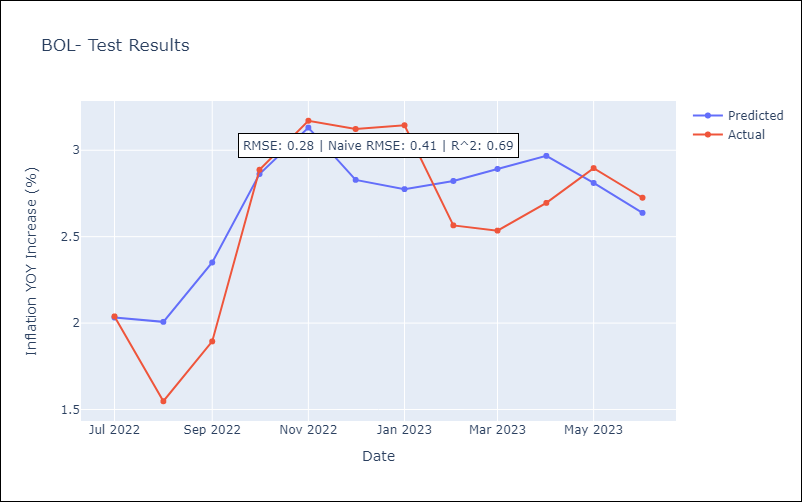 BOL- Test Results
Predicted
Actual
RMSE: 0.28 | Naive RMSE: 0.41 | R^2: 0.69
Inflation YOY Increase (%)
3
2.5
2
1.5
Jul 2022
Sep 2022
Nov 2022
Jan 2023
Mar 2023
May 2023
Date